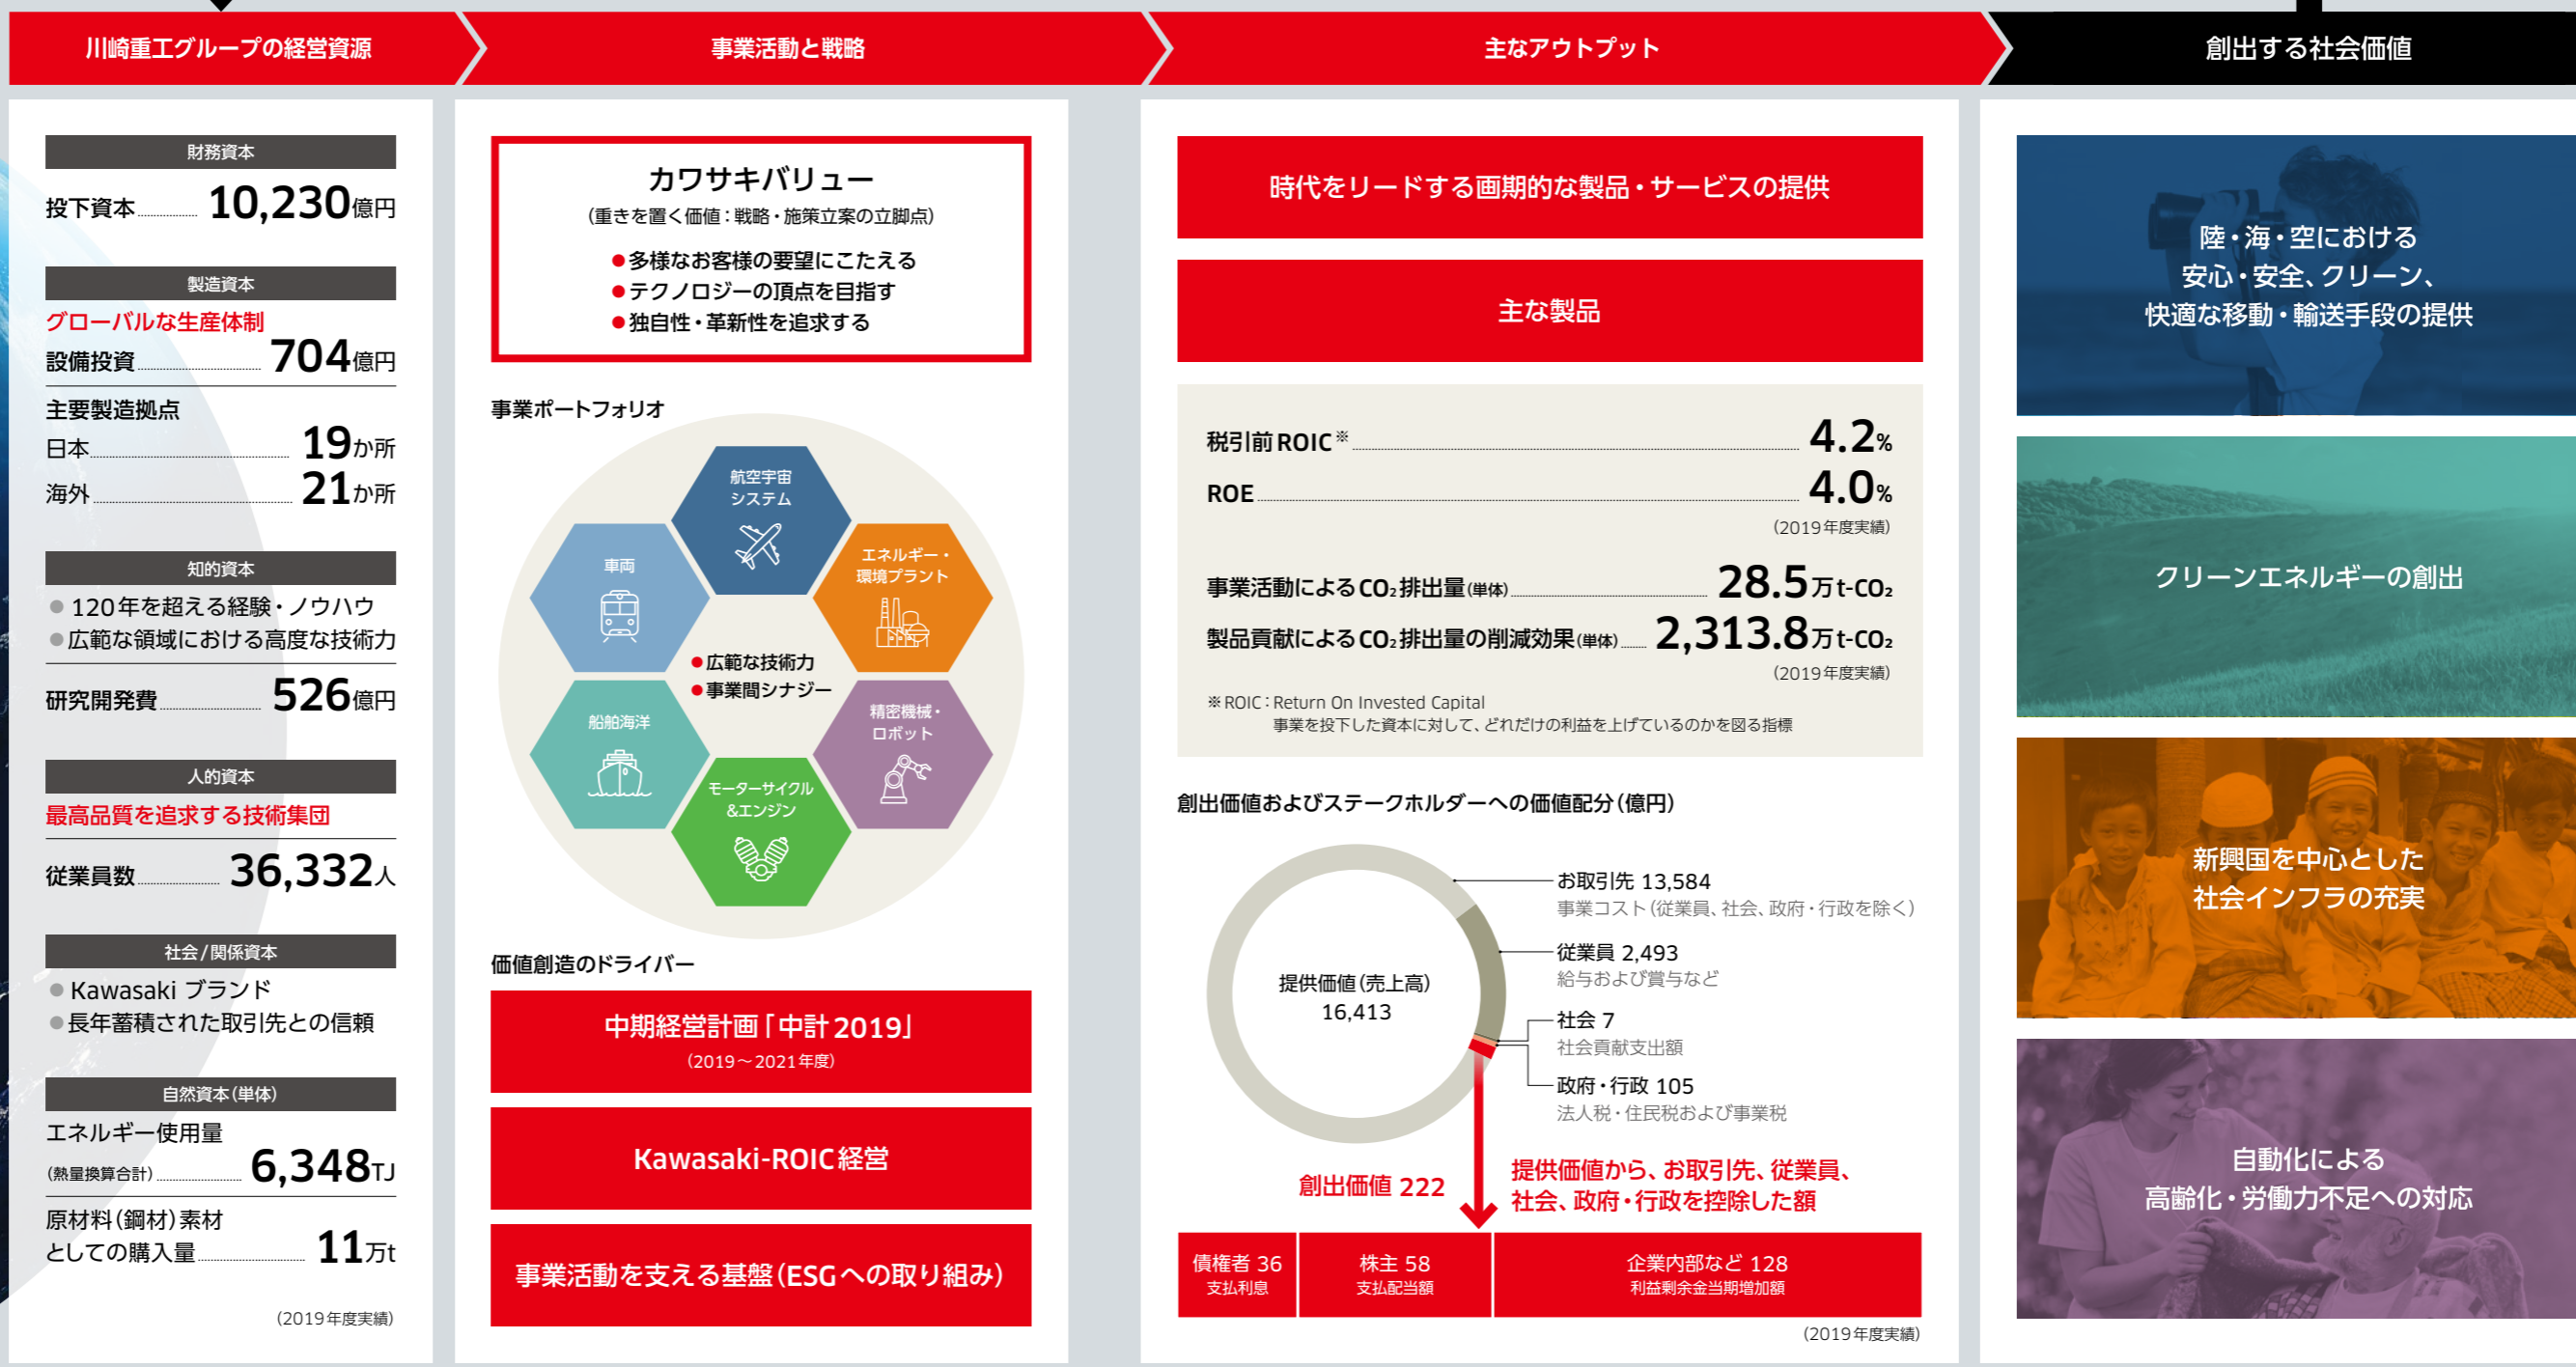 川崎重工グループの経営資源
事業活動と戦略
主なアウトプット
創出する社会価値
財務資本
投下資本 10,230億円
製造資本
グローバルな生産体制
設備投資 704億円
主要製造拠点
日本 19か所
海外 21か所
知的資本
●120年を超える経験・ノウハウ
●広範な領域における高度な技術力
研究開発費 526億円
人的資本
最高品質を追求する技術集団
従業員数 36,332人
社会/関係資本
●Kawasaki ブランド
●長年蓄積された取引先との信頼
自然資本(単体)
エネルギー使用量
(熱量換算合計) 6,348TJ
原材料(鋼材)素材
としての購入量 11万t
(2019年度実績)
カワサキバリュー
(重きを置く価値：戦略・施策立案の立脚点)
●多様なお客様の要望にこたえる
●テクノロジーの頂点を目指す
●独自性・革新性を追求する
事業ポートフォリオ
航空宇宙
システム
車両
エネルギー・
環境プラント
●広範な技術力
●事業間シナジー
船舶海洋
精密機械・
ロボット
モーターサイクル
&エンジン
価値創造のドライバー
中期経営計画「中計2019」
(2019～2021年度)
Kawasaki-ROIC経営
事業活動を支える基盤(ESGへの取り組み)
時代をリードする画期的な製品・サービスの提供
主な製品
税引前ROIC※ 4.2%
ROE 4.0%
(2019年度実績)
事業活動によるCO₂排出量(単体) 28.5万t-CO₂
製品貢献によるCO₂排出量の削減効果(単体) 2,313.8万t-CO₂
(2019年度実績)
※ROIC：Return On Invested Capital
事業を投下した資本に対して、どれだけの利益を上げているのかを図る指標
創出価値およびステークホルダーへの価値配分(億円)
提供価値(売上高)
16,413
お取引先 13,584
事業コスト(従業員、社会、政府・行政を除く)
従業員 2,493
給与および賞与など
社会 7
社会貢献支出額
政府・行政 105
法人税・住民税および事業税
創出価値 222
提供価値から、お取引先、従業員、
社会、政府・行政を控除した額
債権者 36
支払利息
株主 58
支払配当額
企業内部など 128
利益剰余金当期増加額
(2019年度実績)
陸・海・空における
安心・安全、クリーン、
快適な移動・輸送手段の提供
クリーンエネルギーの創出
新興国を中心とした
社会インフラの充実
自動化による
高齢化・労働力不足への対応